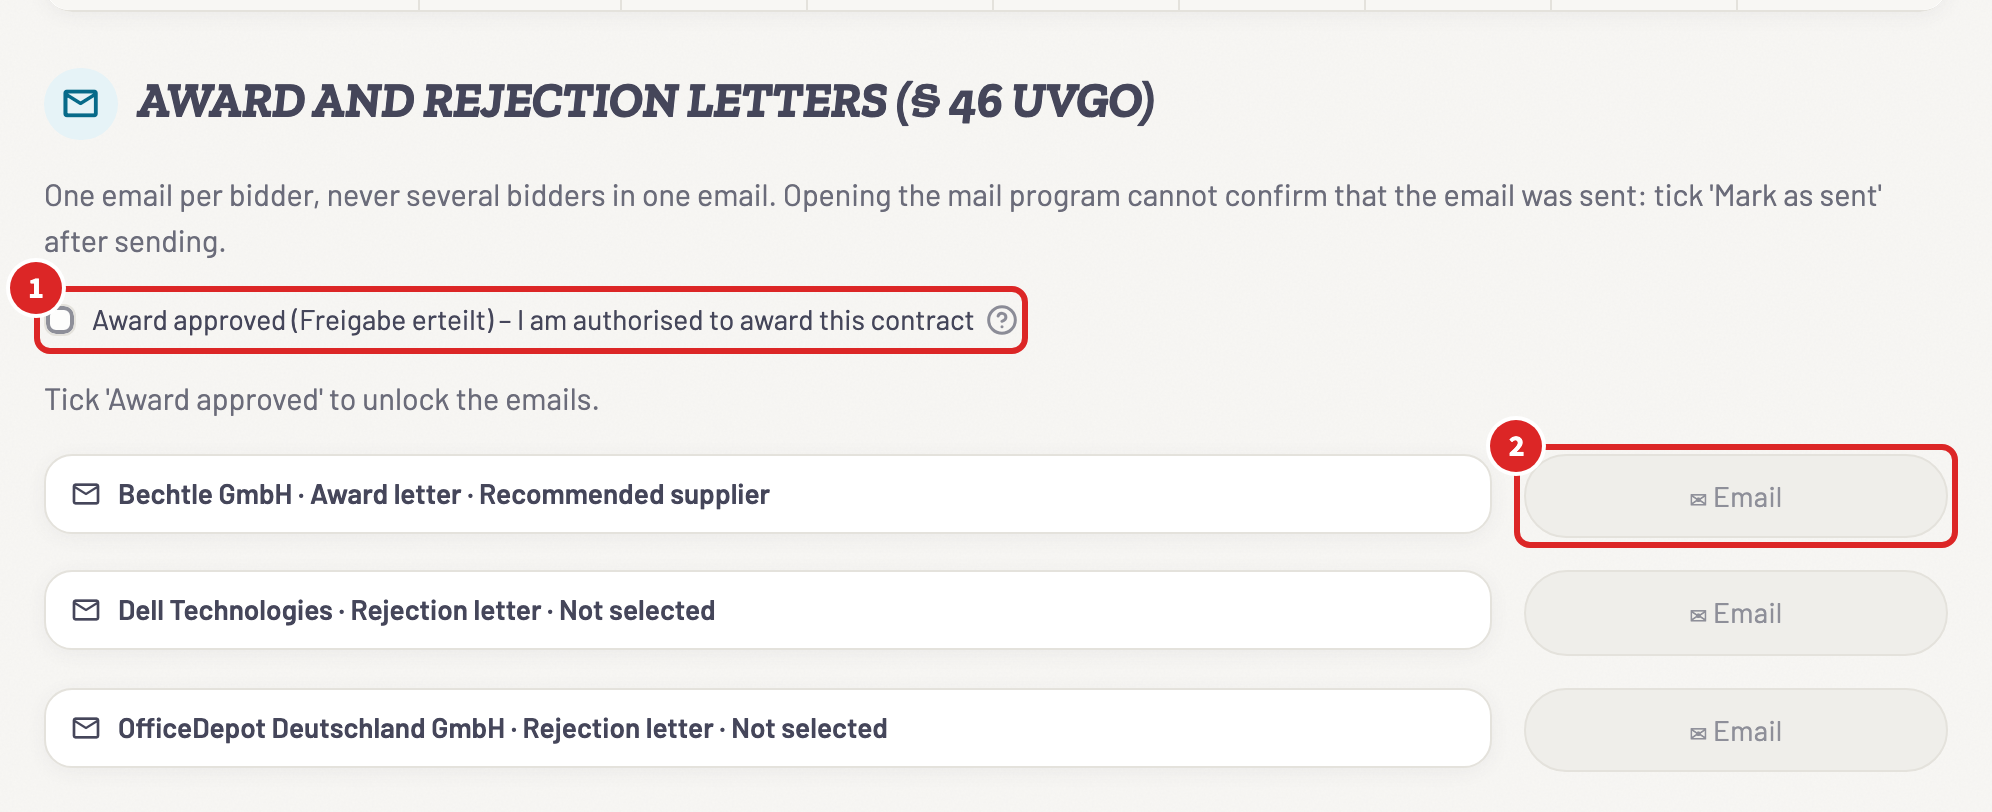 AWARD AND REJECTION LETTERS (§ 46 UVGO)
One email per bidder, never several bidders in one email. Opening the mail program cannot confirm that the email was sent: tick 'Mark as sent'
after sending.
1
Award approved (Freigabe erteilt) – I am authorised to award this contract ?
Tick 'Award approved' to unlock the emails.
2
Bechtle GmbH · Award letter · Recommended supplier
✉ Email
Dell Technologies · Rejection letter · Not selected
✉ Email
OfficeDepot Deutschland GmbH · Rejection letter · Not selected
✉ Email